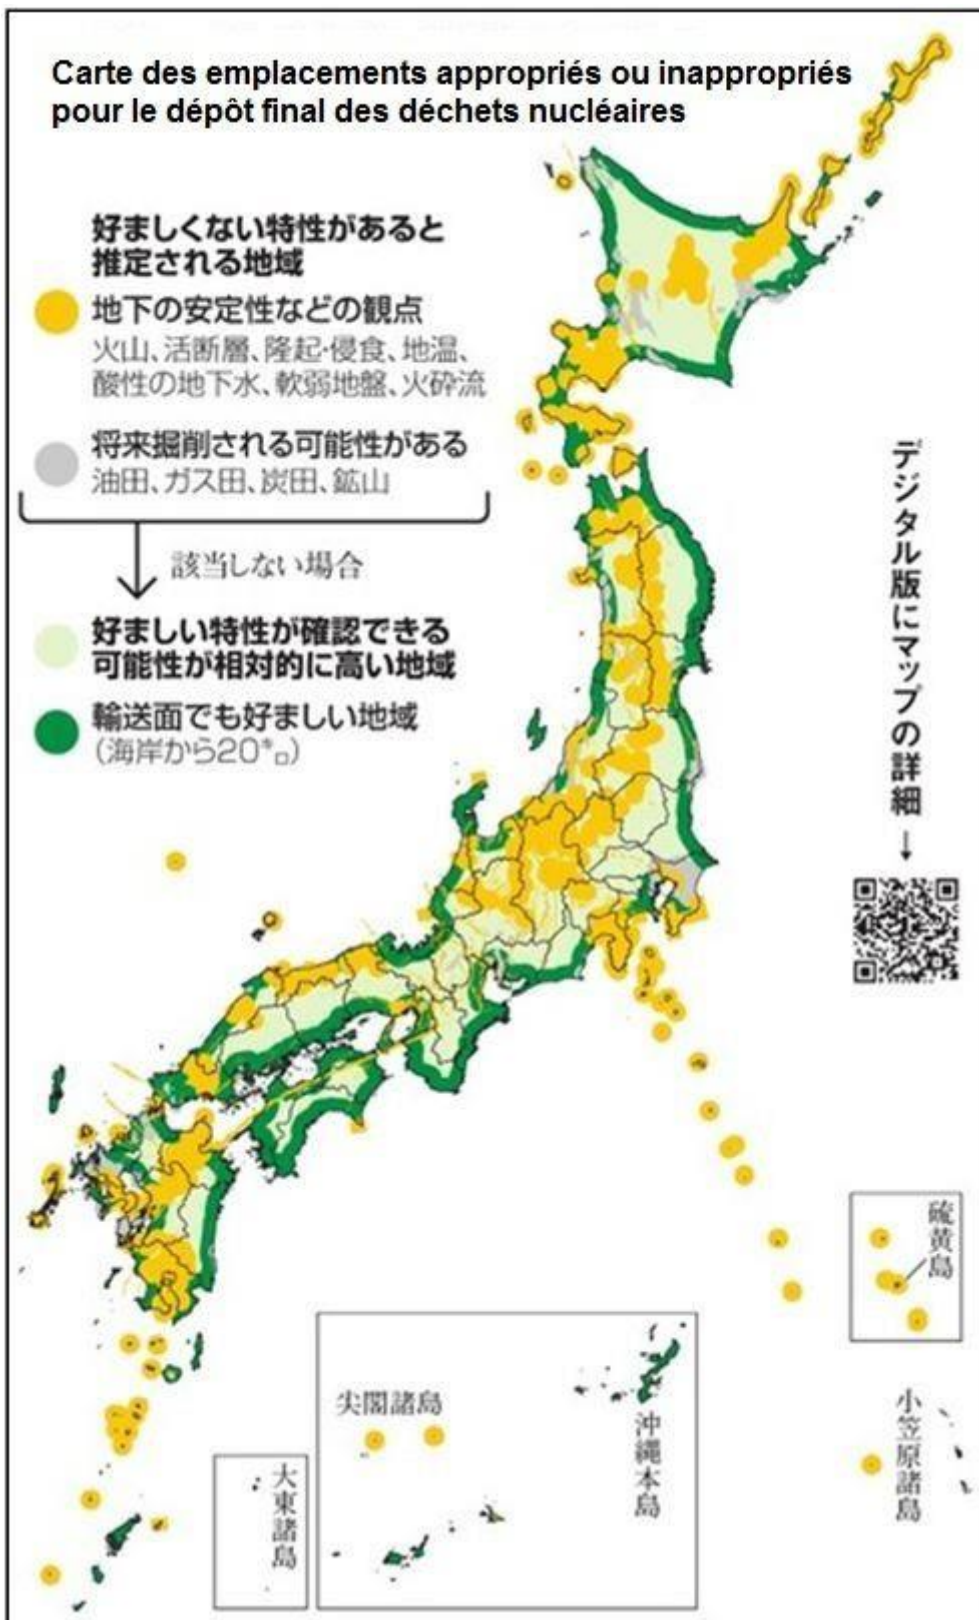 Carte des emplacements appropriés ou inappropriés
pour le dépôt final des déchets nucléaires
好ましくない特性があると
推定される地域
地下の安定性などの観点
火山、活断層、隆起・侵食、地温、
酸性の地下水、軟弱地盤、火砕流
将来掘削される可能性がある
油田、ガス田、炭田、鉱山
該当しない場合
好ましい特性が確認できる
可能性が相対的に高い地域
輸送面でも好ましい地域
(海岸から20㌔)
デジタル版にマップの詳細→
硫黄島
尖閣諸島
沖縄本島
小笠原諸島
大東諸島